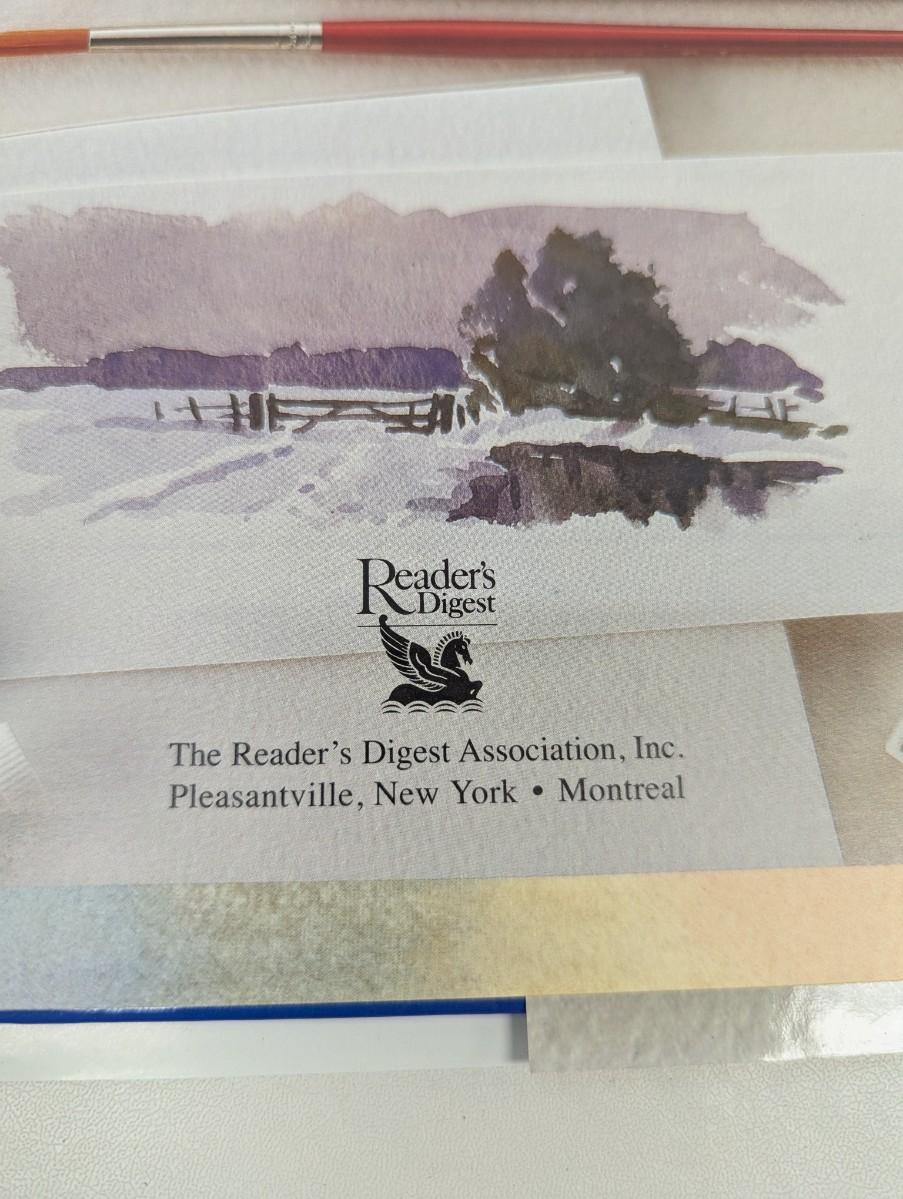 Reader's
Digest
The Reader's Digest Association, Inc.
Pleasantville, New York • Montreal